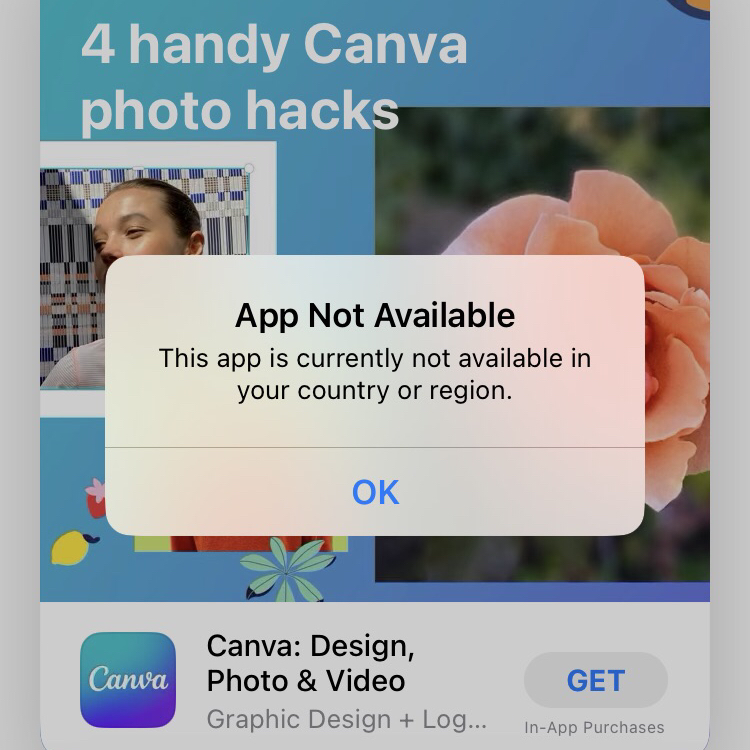 4 handy Canva
photo hacks
App Not Available
This app is currently not available in
your country or region.
OK
Canva
Canva: Design,
Photo & Video
Graphic Design + Log...
GET
In-App Purchases